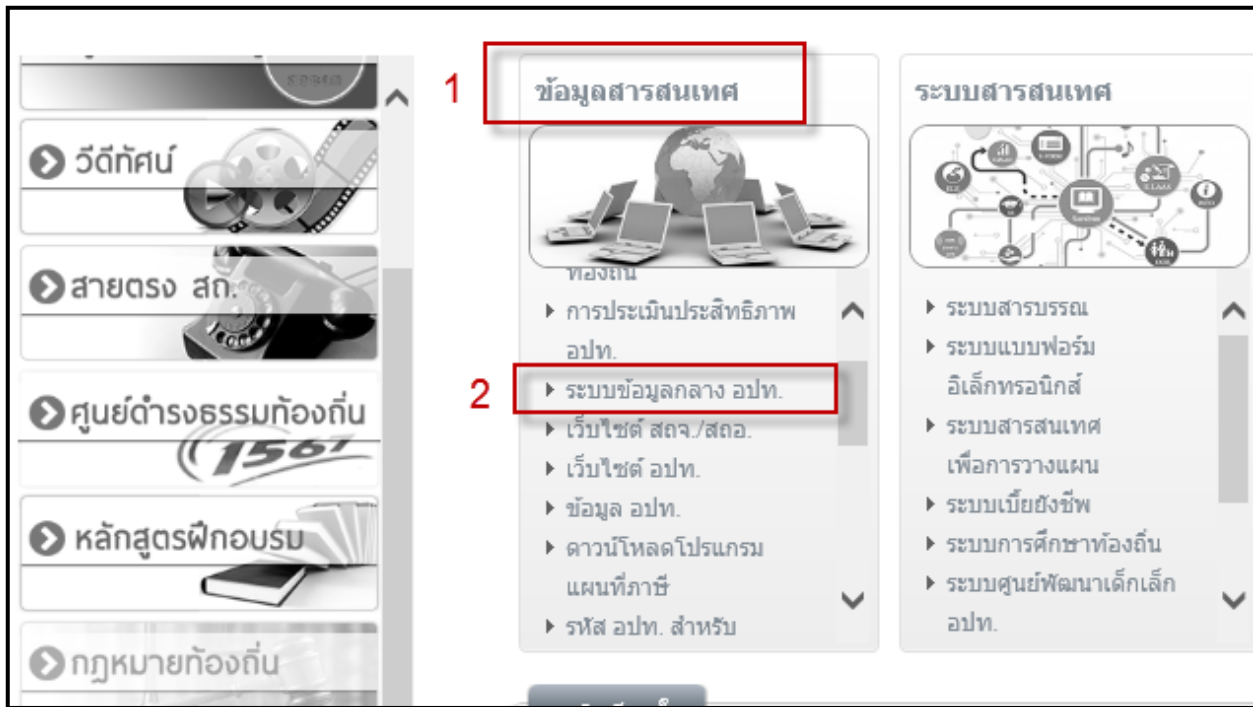 วีดีทัศน์
สายตรง สถ.
ศูนย์ดำรงธรรมท้องถิ่น
1567
หลักสูตรฝึกอบรม
กฎหมายท้องถิ่น
1
ข้อมูลสารสนเทศ
ท้องถิ่น
การประเมินประสิทธิภาพ
อปท.
2
ระบบข้อมูลกลาง อปท.
เว็บไซต์ สถจ./สถอ.
เว็บไซต์ อปท.
ข้อมูล อปท.
ดาวน์โหลดโปรแกรม
แผนที่ภาษี
รหัส อปท. สำหรับ
ระบบสารสนเทศ
ระบบสารบรรณ
ระบบแบบฟอร์ม
อิเล็กทรอนิกส์
ระบบสารสนเทศ
เพื่อการวางแผน
ระบบเบี้ยยังชีพ
ระบบการศึกษาท้องถิ่น
ระบบศูนย์พัฒนาเด็กเล็ก
อปท.